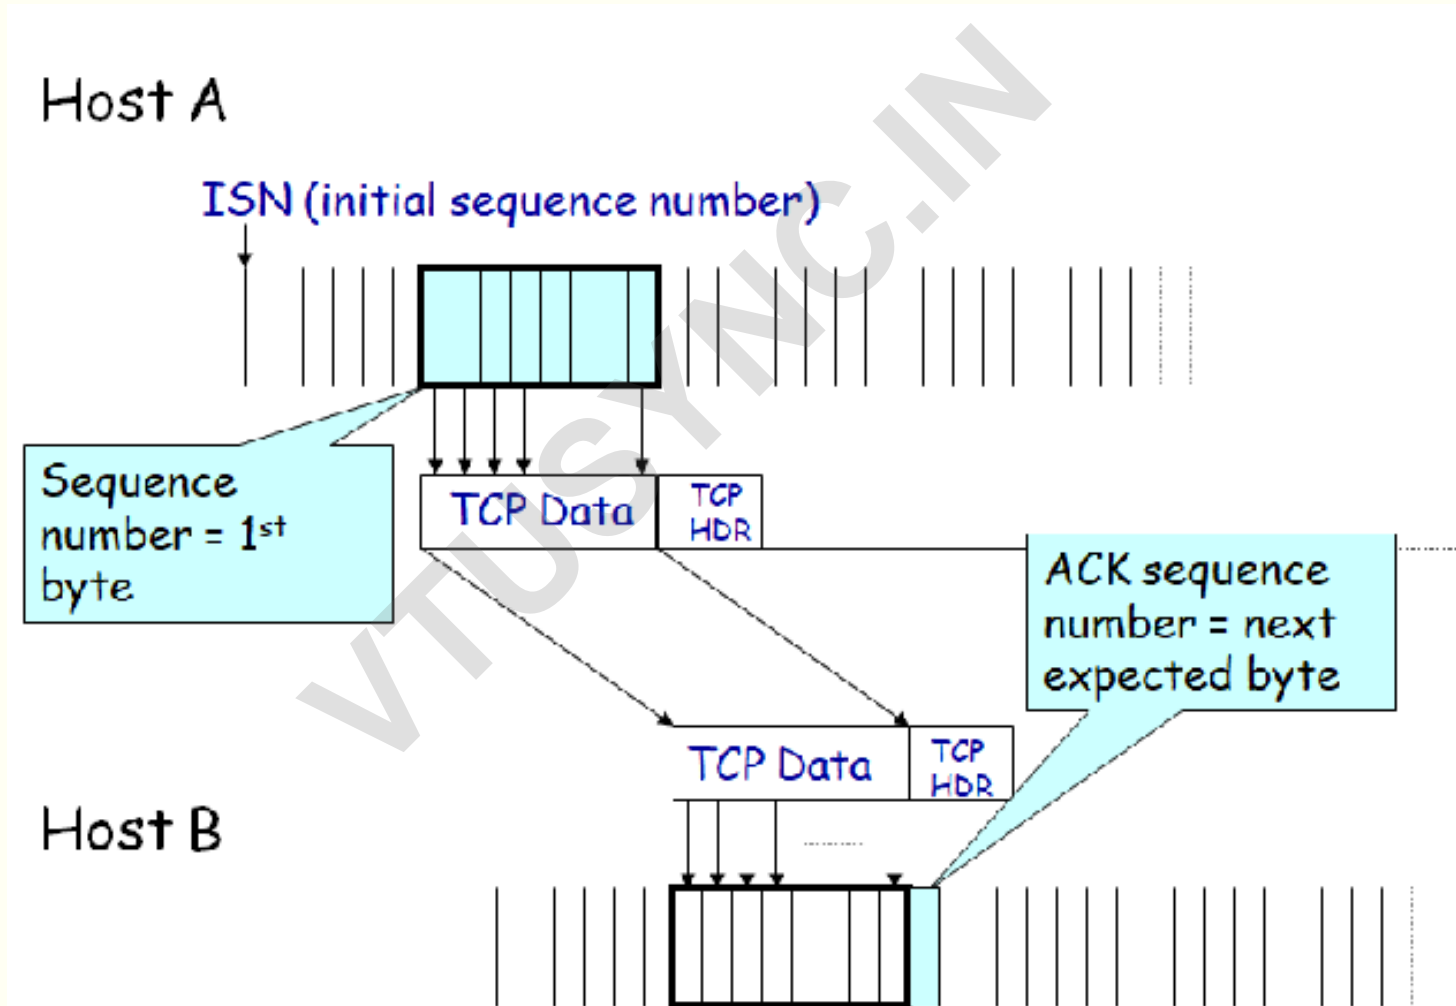 Host A
ISN (initial sequence number)
Sequence
number = 1st
byte
TCP Data
TCP
HDR
ACK sequence
number = next
expected byte
TCP Data
TCP
HDR
Host B
VTUSYNC.IN